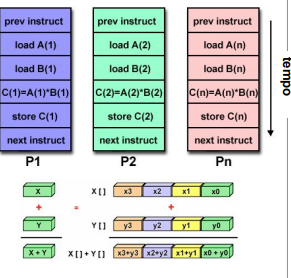 prev instruct
load A(1)
load B(1)
C(1)=A(1)*B(1)
store C(1)
next instruct
P1
prev instruct
load A(2)
load B(2)
C(2)=A(2)*B(2)
store C(2)
next instruct
P2
prev instruct
load A(n)
load B(n)
C(n)=A(n)*B(n)
store C(n)
next instruct
Pn
tempo
X X [ ] x3 x2 x1 x0
+ = +
Y Y [ ] y3 y2 y1 y0
X + Y X [ ] + Y [ ] x3+y3 x2+y2 x1+y1 x0 + y0